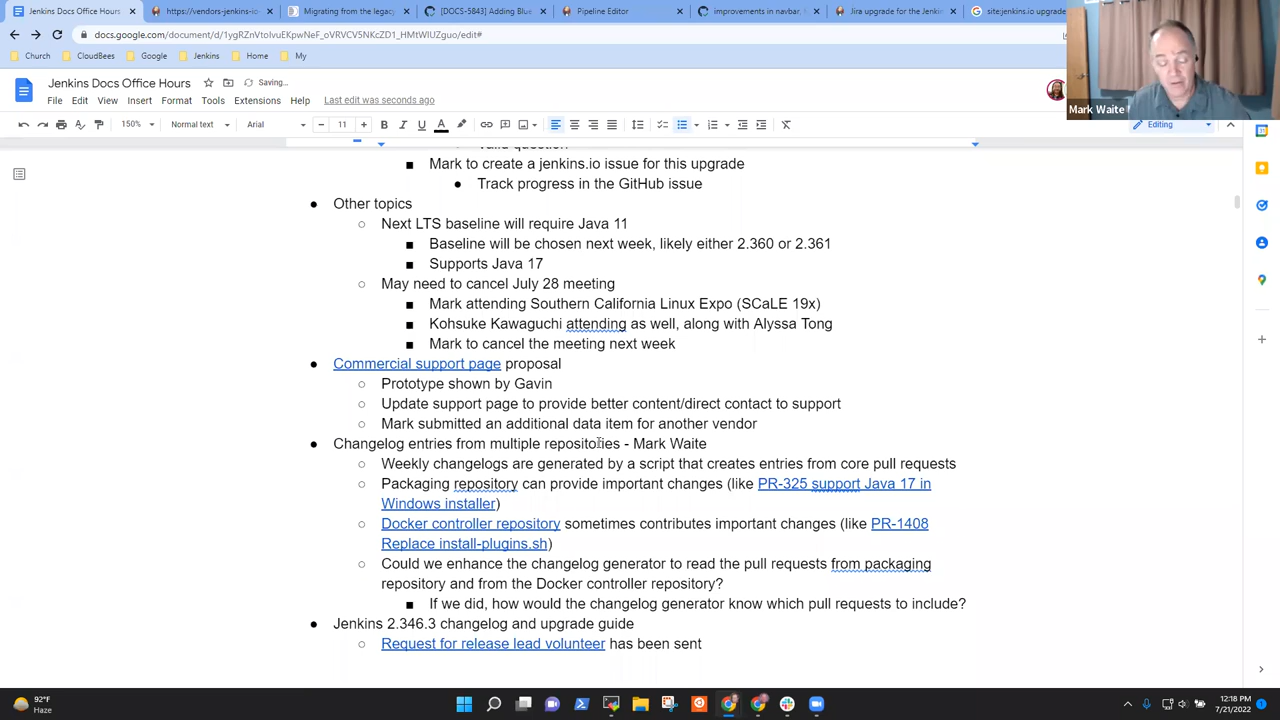 Jenkins Docs Office Hours
https://vendors-jenkins-io-
Migrating from the legacy
[DOCS-5843] Adding Blue
Pipeline Editor
improvements in navbar,
Jira upgrade for the Jenkins
site:jenkins.io upgrade
docs.google.com/document/d/1ygRZnVtoIvuEKpwNeF_oVRVCV5NKcZD1_HMtWIUZguo/edit#
Church
CloudBees
Google
Jenkins
Home
My
Jenkins Docs Office Hours
Saving...
File Edit View Insert Format Tools Extensions Help Last edit was seconds ago
150%
Normal text
Arial
11
Editing
Mark Waite
Valid question
Mark to create a jenkins.io issue for this upgrade
Track progress in the GitHub issue
Other topics
Next LTS baseline will require Java 11
Baseline will be chosen next week, likely either 2.360 or 2.361
Supports Java 17
May need to cancel July 28 meeting
Mark attending Southern California Linux Expo (SCaLE 19x)
Kohsuke Kawaguchi attending as well, along with Alyssa Tong
Mark to cancel the meeting next week
Commercial support page proposal
Prototype shown by Gavin
Update support page to provide better content/direct contact to support
Mark submitted an additional data item for another vendor
Changelog entries from multiple repositories - Mark Waite
Weekly changelogs are generated by a script that creates entries from core pull requests
Packaging repository can provide important changes (like PR-325 support Java 17 in
Windows installer)
Docker controller repository sometimes contributes important changes (like PR-1408
Replace install-plugins.sh)
Could we enhance the changelog generator to read the pull requests from packaging
repository and from the Docker controller repository?
If we did, how would the changelog generator know which pull requests to include?
Jenkins 2.346.3 changelog and upgrade guide
Request for release lead volunteer has been sent
92°F
Haze
12:18 PM
7/21/2022